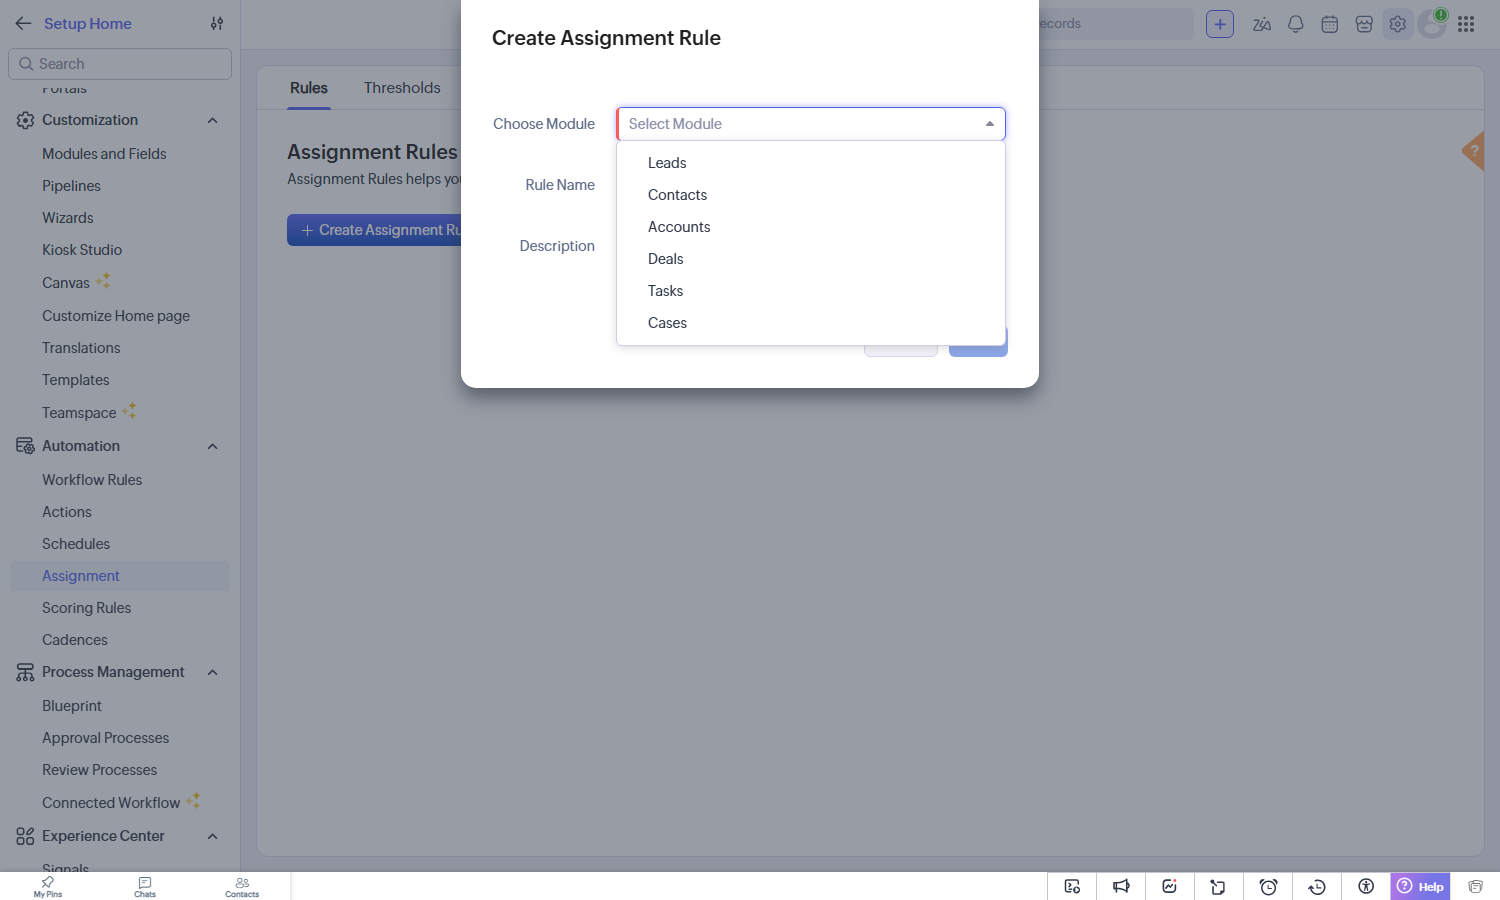 Setup Home
Search
Portals
Customization
Modules and Fields
Pipelines
Wizards
Kiosk Studio
Canvas
Customize Home page
Translations
Templates
Teamspace
Automation
Workflow Rules
Actions
Schedules
Assignment
Scoring Rules
Cadences
Process Management
Blueprint
Approval Processes
Review Processes
Connected Workflow
Experience Center
Signals
ecords
Rules
Thresholds
Assignment Rules
Assignment Rules helps you
Create Assignment Ru
?
Create Assignment Rule
Choose Module
Select Module
Leads
Contacts
Accounts
Deals
Tasks
Cases
Rule Name
Description
My Pins
Chats
Contacts
Help